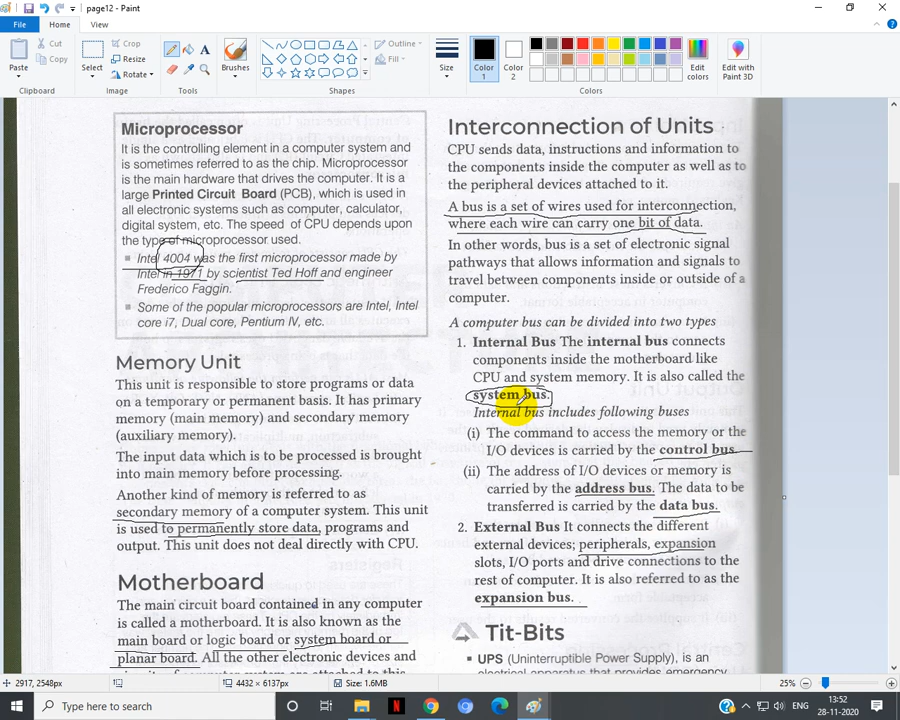 page12 - Paint
File
Home
View
Paste
Cut
Copy
Clipboard
Select
Crop
Resize
Rotate
Image
A
Tools
Brushes
Outline
Fill
Shapes
Size
Color 1
Color 2
Colors
Edit colors
Edit with Paint 3D
Microprocessor
It is the controlling element in a computer system and
is sometimes referred to as the chip. Microprocessor
is the main hardware that drives the computer. It is a
large Printed Circuit Board (PCB), which is used in
all electronic systems such as computer, calculator,
digital system, etc. The speed of CPU depends upon
the type of microprocessor used.
Intel 4004 was the first microprocessor made by
Intel in 1971 by scientist Ted Hoff and engineer
Frederico Faggin.
Some of the popular microprocessors are Intel, Intel
core i7, Dual core, Pentium IV, etc.
Memory Unit
This unit is responsible to store programs or data
on a temporary or permanent basis. It has primary
memory (main memory) and secondary memory
(auxiliary memory).
The input data which is to be processed is brought
into main memory before processing.
Another kind of memory is referred to as
secondary memory of a computer system. This unit
is used to permanently store data, programs and
output. This unit does not deal directly with CPU.
Motherboard
The main circuit board contained in any computer
is called a motherboard. It is also known as the
main board or logic board or system board or
planar board. All the other electronic devices and
Interconnection of Units
CPU sends data, instructions and information to
the components inside the computer as well as to
the peripheral devices attached to it.
A bus is a set of wires used for interconnection,
where each wire can carry one bit of data.
In other words, bus is a set of electronic signal
pathways that allows information and signals to
travel between components inside or outside of a
computer.
A computer bus can be divided into two types
1. Internal Bus The internal bus connects
components inside the motherboard like
CPU and system memory. It is also called the
system bus.
Internal bus includes following buses
(i) The command to access the memory or the
I/O devices is carried by the control bus.
(ii) The address of I/O devices or memory is
carried by the address bus. The data to be
transferred is carried by the data bus.
2. External Bus It connects the different
external devices; peripherals, expansion
slots, I/O ports and drive connections to the
rest of computer. It is also referred to as the
expansion bus.
Tit-Bits
UPS (Uninterruptible Power Supply), is an
electrical apparatus that provides emergency
2917, 2548px
4432 × 6137px
Size: 1.6MB
25%
Type here to search
ENG
13:52
28-11-2020